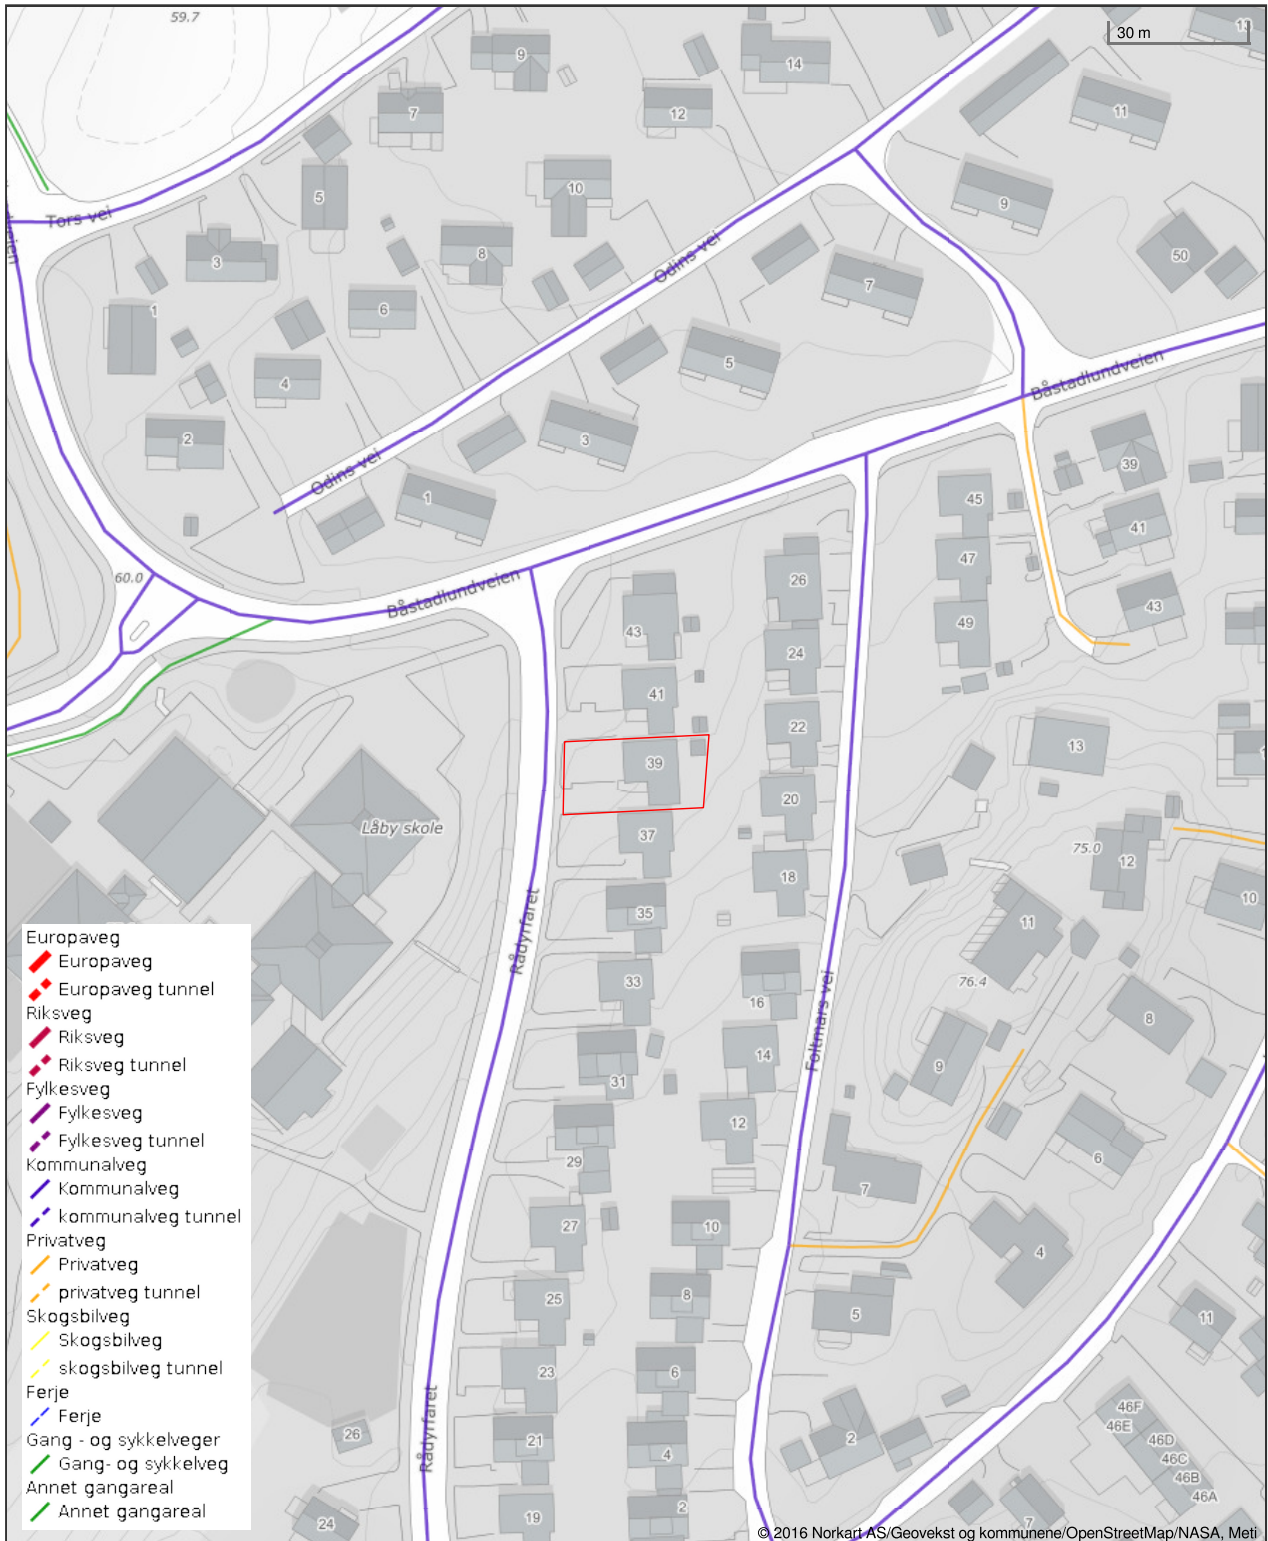 59.7
30 m
13
9
14
7
12
11
10
5
9
Tors vei
8
3
Odins vei
50
7
1
6
5
4
Båstadlundveien
2
3
39
Odins vei
1
45
41
47
26
60.0
Båstadlundveien
43
49
43
24
41
22
13
39
20
Låby skole
37
75.0
12
18
10
35
11
Rådyrfaret
33
76.4
16
8
Foltmars vei
14
9
31
12
6
29
7
27
10
4
25
8
5
11
23
6
Rådyrfaret
46F
46E
26
21
2
46D
4
46C
46B
46A
24
19
2
7
Europaveg
Europaveg
Europaveg tunnel
Riksveg
Riksveg
Riksveg tunnel
Fylkesveg
Fylkesveg
Fylkesveg tunnel
Kommunalveg
Kommunalveg
kommunalveg tunnel
Privatveg
Privatveg
privatveg tunnel
Skogsbilveg
Skogsbilveg
skogsbilveg tunnel
Ferje
Ferje
Gang - og sykkelveger
Gang- og sykkelveg
Annet gangareal
Annet gangareal
© 2016 Norkart AS/Geovekst og kommunene/OpenStreetMap/NASA, Meti